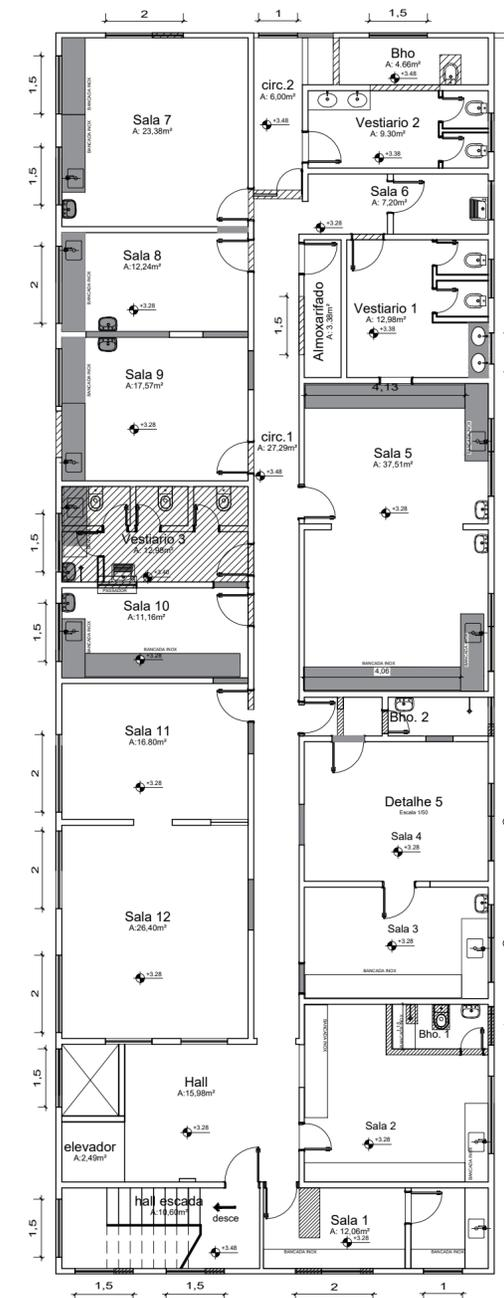 2
1
1,5
Bho
A: 4.66m²
+3.48
circ.2
A: 6,00m²
+3.48
1,5
BANCADA INOX
Sala 7
A: 23,38m²
Vestiario 2
A: 9.30m²
+3.38
1,5
BANCADA INOX
Sala 6
A: 7,20m²
+3.28
2
Sala 8
A:12,24m²
+3.28
BANCADA INOX
Almoxarifado
A: 3.38m²
1,5
Vestiario 1
A: 12,98m²
+3.38
Sala 9
A:17,57m²
+3.28
BANCADA INOX
4,13
circ.1
A: 27,29m²
+3.48
Sala 5
A: 37,51m²
+3.28
1,5
Vestiario 3
A: 12,98m²
+3.40
PASSADOR
Sala 10
A:11,16m²
1,5
BANCADA INOX
BANCADA INOX
+3.28
BANCADA INOX
4,06
BANCADA INOX
Sala 11
A:16.80m²
+3.28
2
Bho. 2
Detalhe 5
Escala 1/50
Sala 4
+3.28
2
Sala 12
A:26,40m²
+3.28
2
Sala 3
+3.28
BANCADA INOX
BANCADA INOX
Bho. 1
1,5
Hall
A:15,98m²
+3.28
Sala 2
+3.28
BANCADA INOX
elevador
A:2,49m²
hall escada
A:10,60m²
desce
+3.48
1,5
Sala 1
A: 12,06m²
+3.28
BANCADA INOX
BANCADA INOX
1,5
1,5
2
1